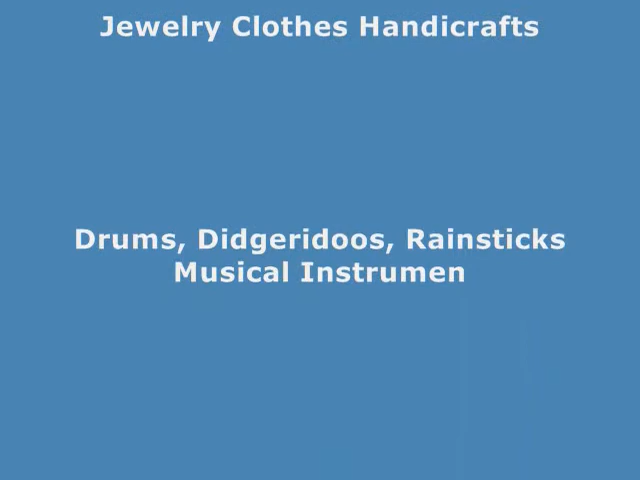 Jewelry Clothes Handicrafts
Drums, Didgeridoos, Rainsticks
Musical Instrumen